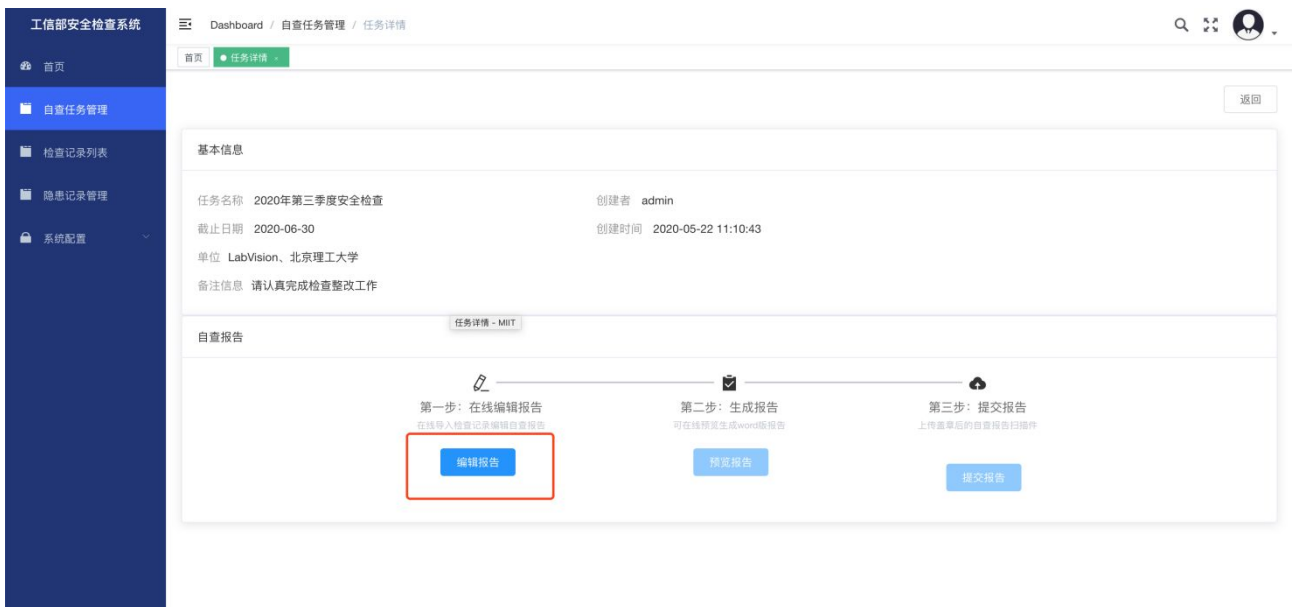 工信部安全检查系统
Dashboard / 自查任务管理 / 任务详情
首页
任务详情 ×
首页
自查任务管理
检查记录列表
隐患记录管理
系统配置
返回
基本信息
任务名称 2020年第三季度安全检查
创建者 admin
截止日期 2020-06-30
创建时间 2020-05-22 11:10:43
单位 LabVision、北京理工大学
备注信息 请认真完成检查整改工作
任务详情 - MIIT
自查报告
第一步：在线编辑报告
在线导入检查记录编辑自查报告
编辑报告
第二步：生成报告
可在线预览生成word版报告
预览报告
第三步：提交报告
上传盖章后的自查报告扫描件
提交报告